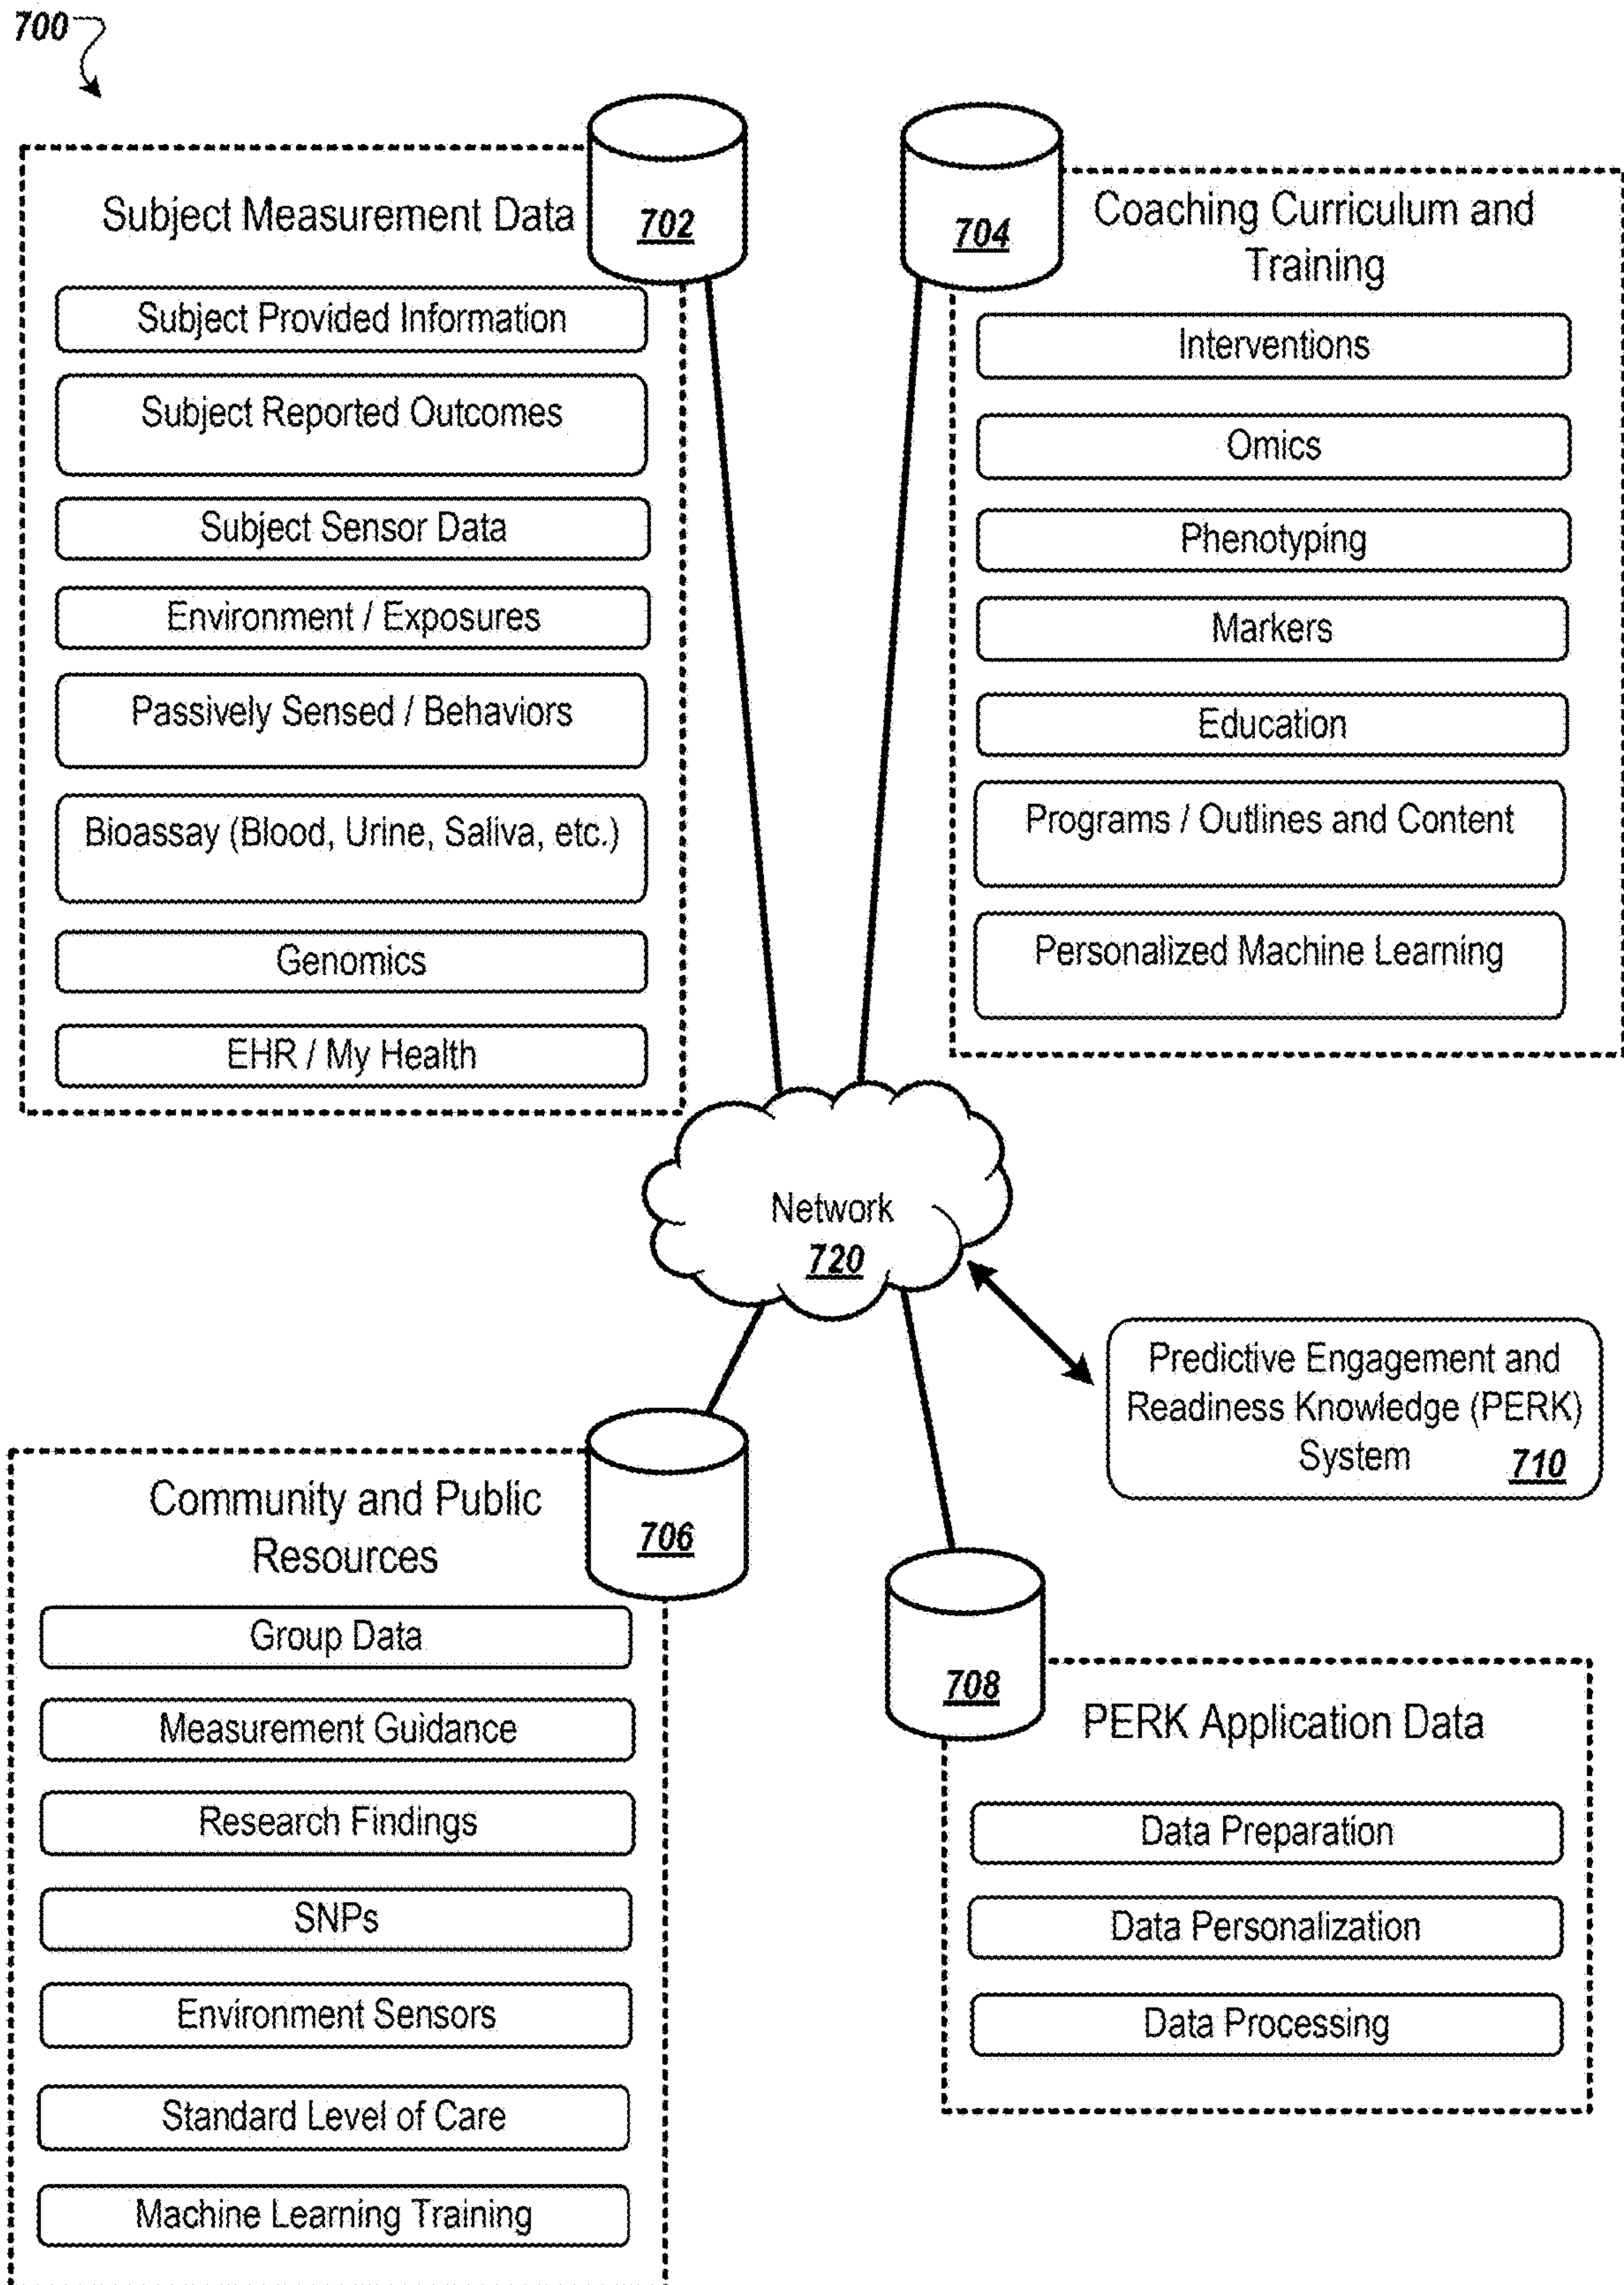 700
Subject Measurement Data
702
Subject Provided Information
Subject Reported Outcomes
Subject Sensor Data
Environment / Exposures
Passively Sensed / Behaviors
Bioassay (Blood, Urine, Saliva, etc.)
Genomics
EHR / My Health
704
Coaching Curriculum and
Training
Interventions
Omics
Phenotyping
Markers
Education
Programs / Outlines and Content
Personalized Machine Learning
Network
720
Predictive Engagement and
Readiness Knowledge (PERK)
System 710
Community and Public
Resources
706
Group Data
Measurement Guidance
Research Findings
SNPs
Environment Sensors
Standard Level of Care
Machine Learning Training
708
PERK Application Data
Data Preparation
Data Personalization
Data Processing